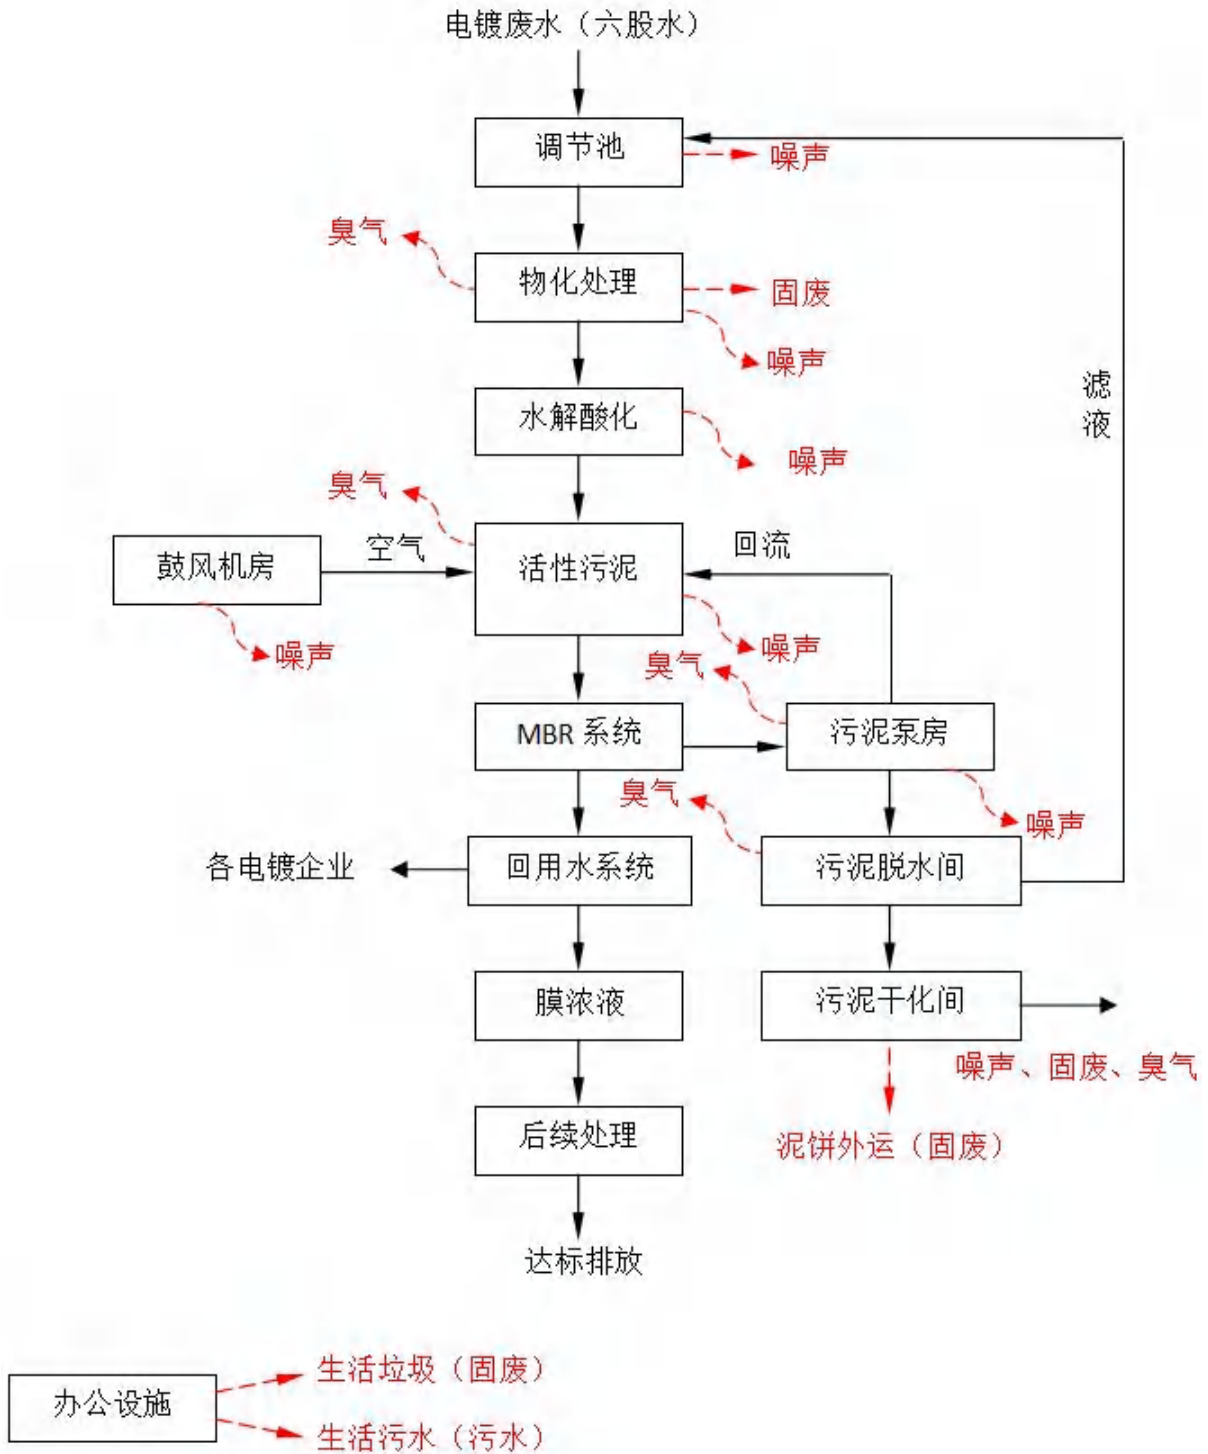 电镀废水（六股水）
调节池
噪声
臭气
物化处理
固废
噪声
滤
液
水解酸化
噪声
臭气
鼓风机房
空气
活性污泥
回流
噪声
噪声
臭气
MBR 系统
污泥泵房
臭气
噪声
各电镀企业
回用水系统
污泥脱水间
膜浓液
污泥干化间
噪声、固废、臭气
后续处理
泥饼外运（固废）
达标排放
办公设施
生活垃圾（固废）
生活污水（污水）